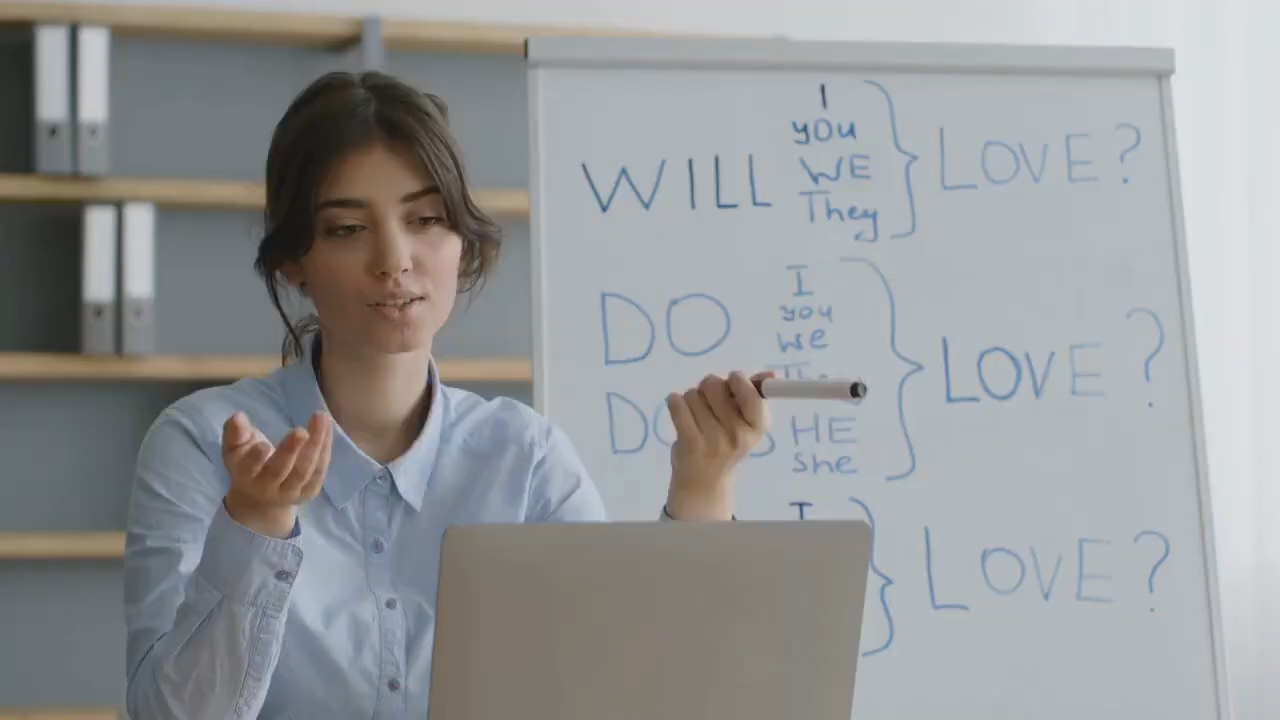 I
you
WILL WE } LOVE?
They
I
you
DO we } LOVE ?
HE
she
I } LOVE?